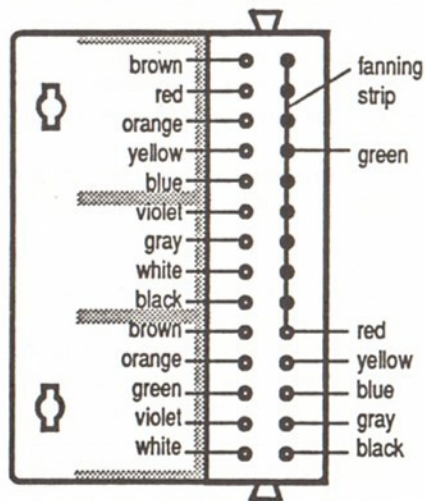 brown
red
orange
yellow
blue
violet
gray
white
black
brown
orange
green
violet
white
fanning
strip
green
red
yellow
blue
gray
black